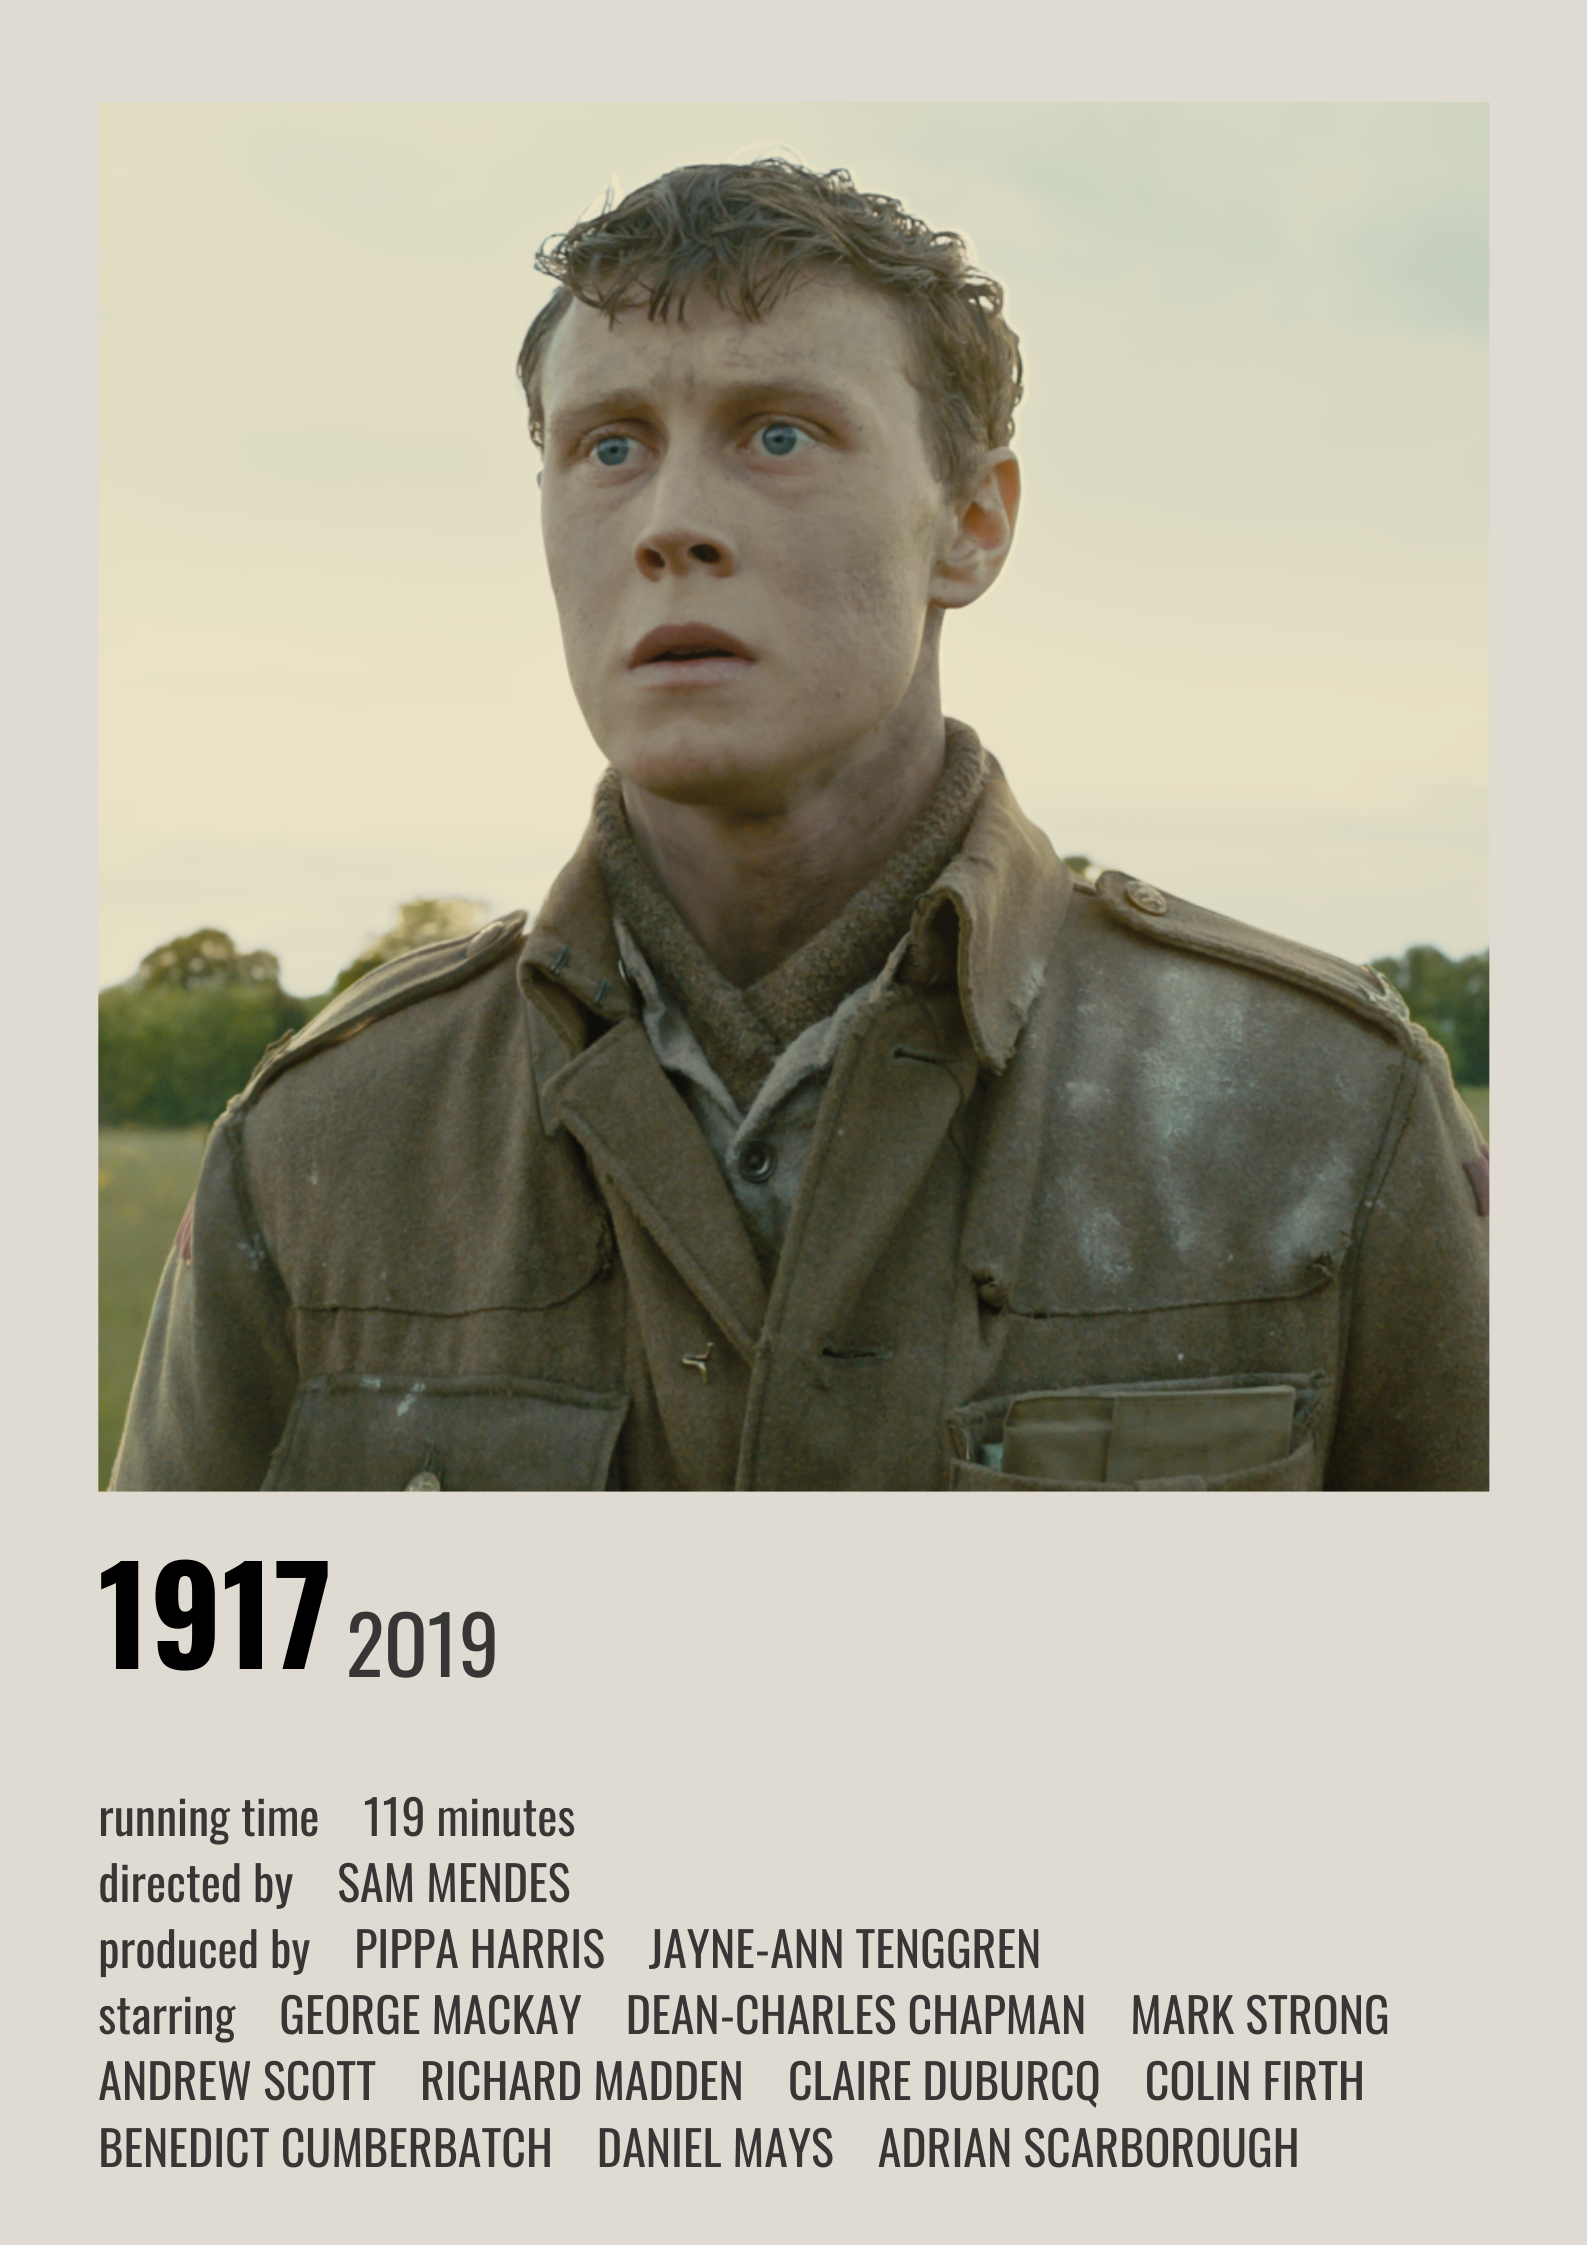 1917 2019
running time 119 minutes
directed by SAM MENDES
produced by PIPPA HARRIS JAYNE-ANN TENGGREN
starring GEORGE MACKAY DEAN-CHARLES CHAPMAN MARK STRONG
ANDREW SCOTT RICHARD MADDEN CLAIRE DUBURCQ COLIN FIRTH
BENEDICT CUMBERBATCH DANIEL MAYS ADRIAN SCARBOROUGH